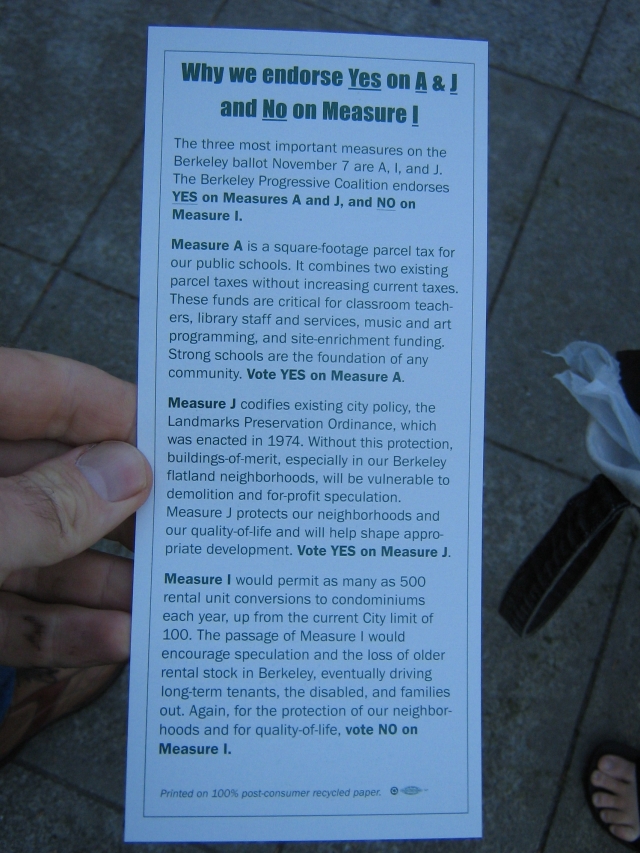 Why we endorse Yes on A & J
and No on Measure I
The three most important measures on the
Berkeley ballot November 7 are A, I, and J.
The Berkeley Progressive Coalition endorses
YES on Measures A and J, and NO on
Measure I.
Measure A is a square-footage parcel tax for
our public schools. It combines two existing
parcel taxes without increasing current taxes.
These funds are critical for classroom teach-
ers, library staff and services, music and art
programming, and site-enrichment funding.
Strong schools are the foundation of any
community. Vote YES on Measure A.
Measure J codifies existing city policy, the
Landmarks Preservation Ordinance, which
was enacted in 1974. Without this protection,
buildings-of-merit, especially in our Berkeley
flatland neighborhoods, will be vulnerable to
demolition and for-profit speculation.
Measure J protects our neighborhoods and
our quality-of-life and will help shape appro-
priate development. Vote YES on Measure J.
Measure I would permit as many as 500
rental unit conversions to condominiums
each year, up from the current City limit of
100. The passage of Measure I would
encourage speculation and the loss of older
rental stock in Berkeley, eventually driving
long-term tenants, the disabled, and families
out. Again, for the protection of our neighbor-
hoods and for quality-of-life, vote NO on
Measure I.
Printed on 100% post-consumer recycled paper.